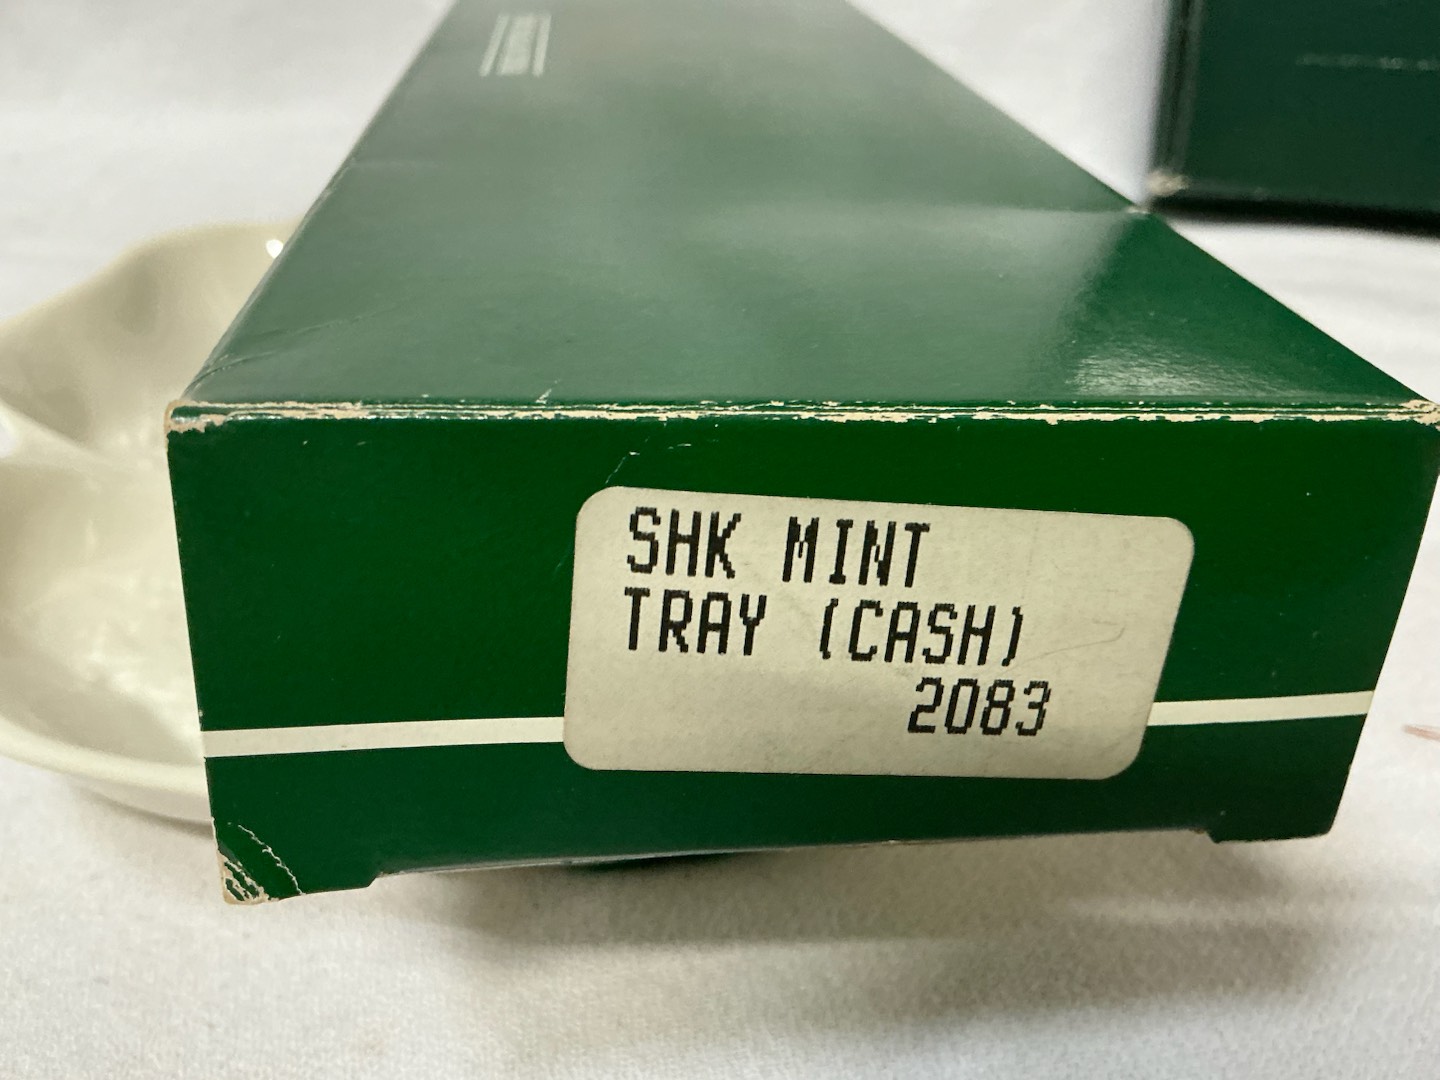 SHK MINT
TRAY (CASH)
2083